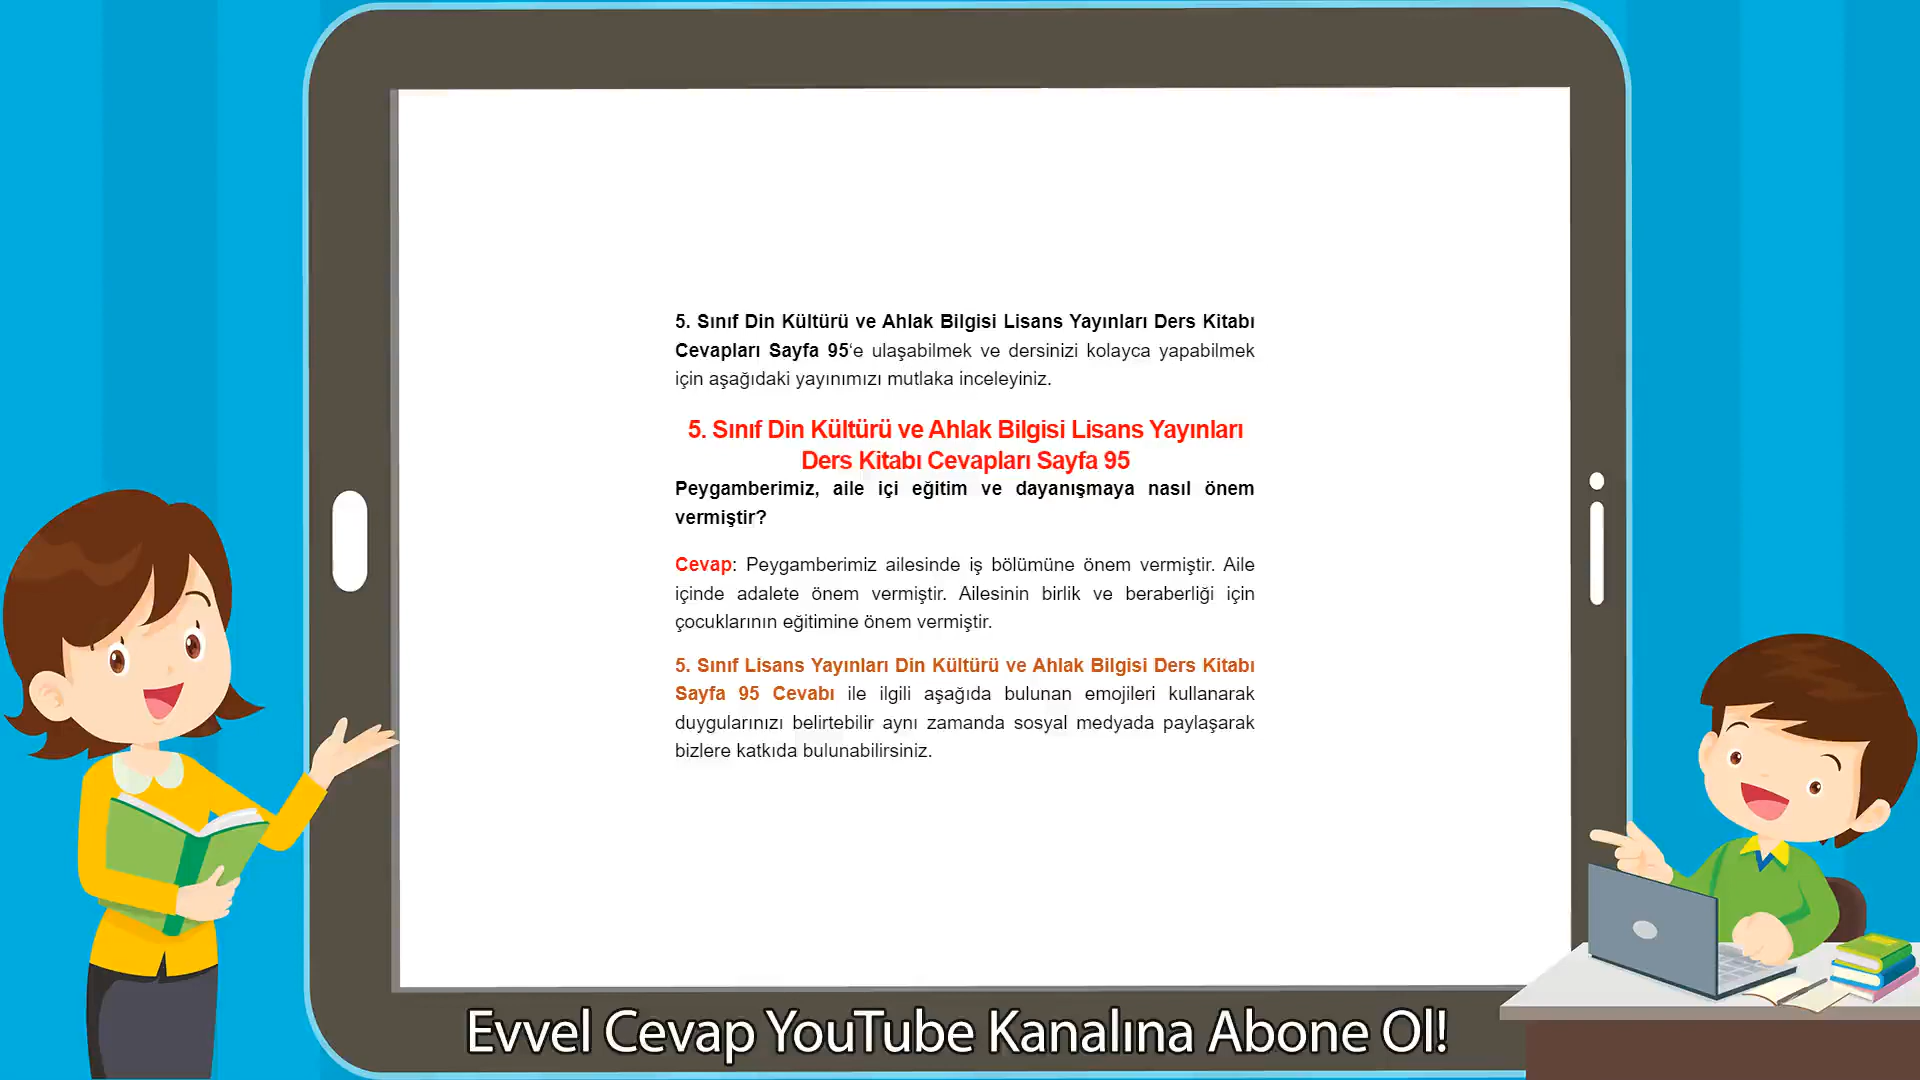 5. Sınıf Din Kültürü ve Ahlak Bilgisi Lisans Yayınları Ders Kitabı
Cevapları Sayfa 95‘e ulaşabilmek ve dersinizi kolayca yapabilmek
için aşağıdaki yayınımızı mutlaka inceleyiniz.
5. Sınıf Din Kültürü ve Ahlak Bilgisi Lisans Yayınları
Ders Kitabı Cevapları Sayfa 95
Peygamberimiz, aile içi eğitim ve dayanışmaya nasıl önem
vermiştir?
Cevap: Peygamberimiz ailesinde iş bölümüne önem vermiştir. Aile
içinde adalete önem vermiştir. Ailesinin birlik ve beraberliği için
çocuklarının eğitimine önem vermiştir.
5. Sınıf Lisans Yayınları Din Kültürü ve Ahlak Bilgisi Ders Kitabı
Sayfa 95 Cevabı ile ilgili aşağıda bulunan emojileri kullanarak
duygularınızı belirtebilir aynı zamanda sosyal medyada paylaşarak
bizlere katkıda bulunabilirsiniz.
Evvel Cevap YouTube Kanalına Abone Ol!